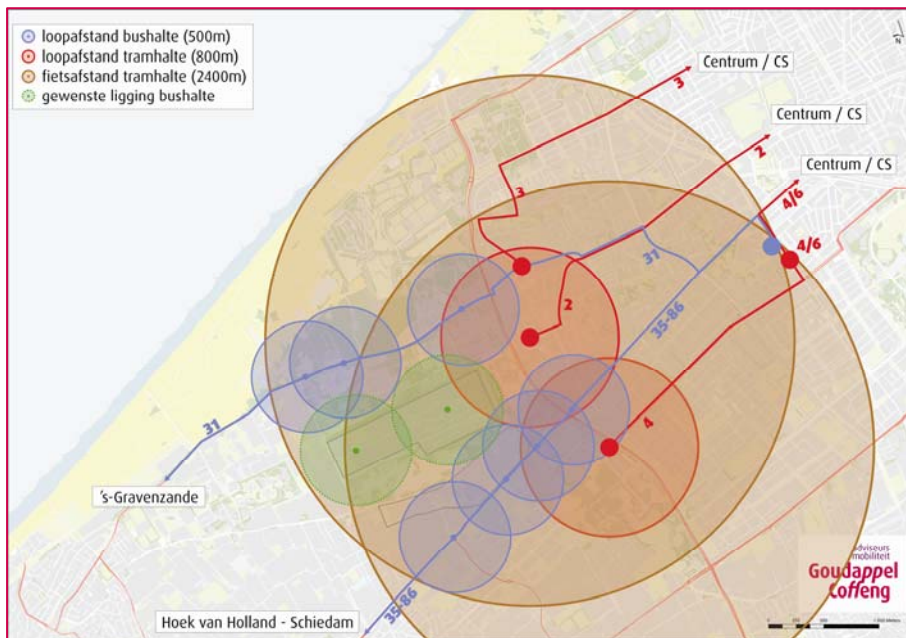 loopafstand bushalte (500m)
loopafstand tramhalte (800m)
fietsafstand tramhalte (2400m)
gewenste ligging bushalte
N
Centrum / CS
3
Centrum / CS
2
Centrum / CS
4/6
3
4/6
31
35-86
2
4
31
's-Gravenzande
35-86
Hoek van Holland - Schiedam
adviseurs
mobiliteit
Goudappel
Coffeng